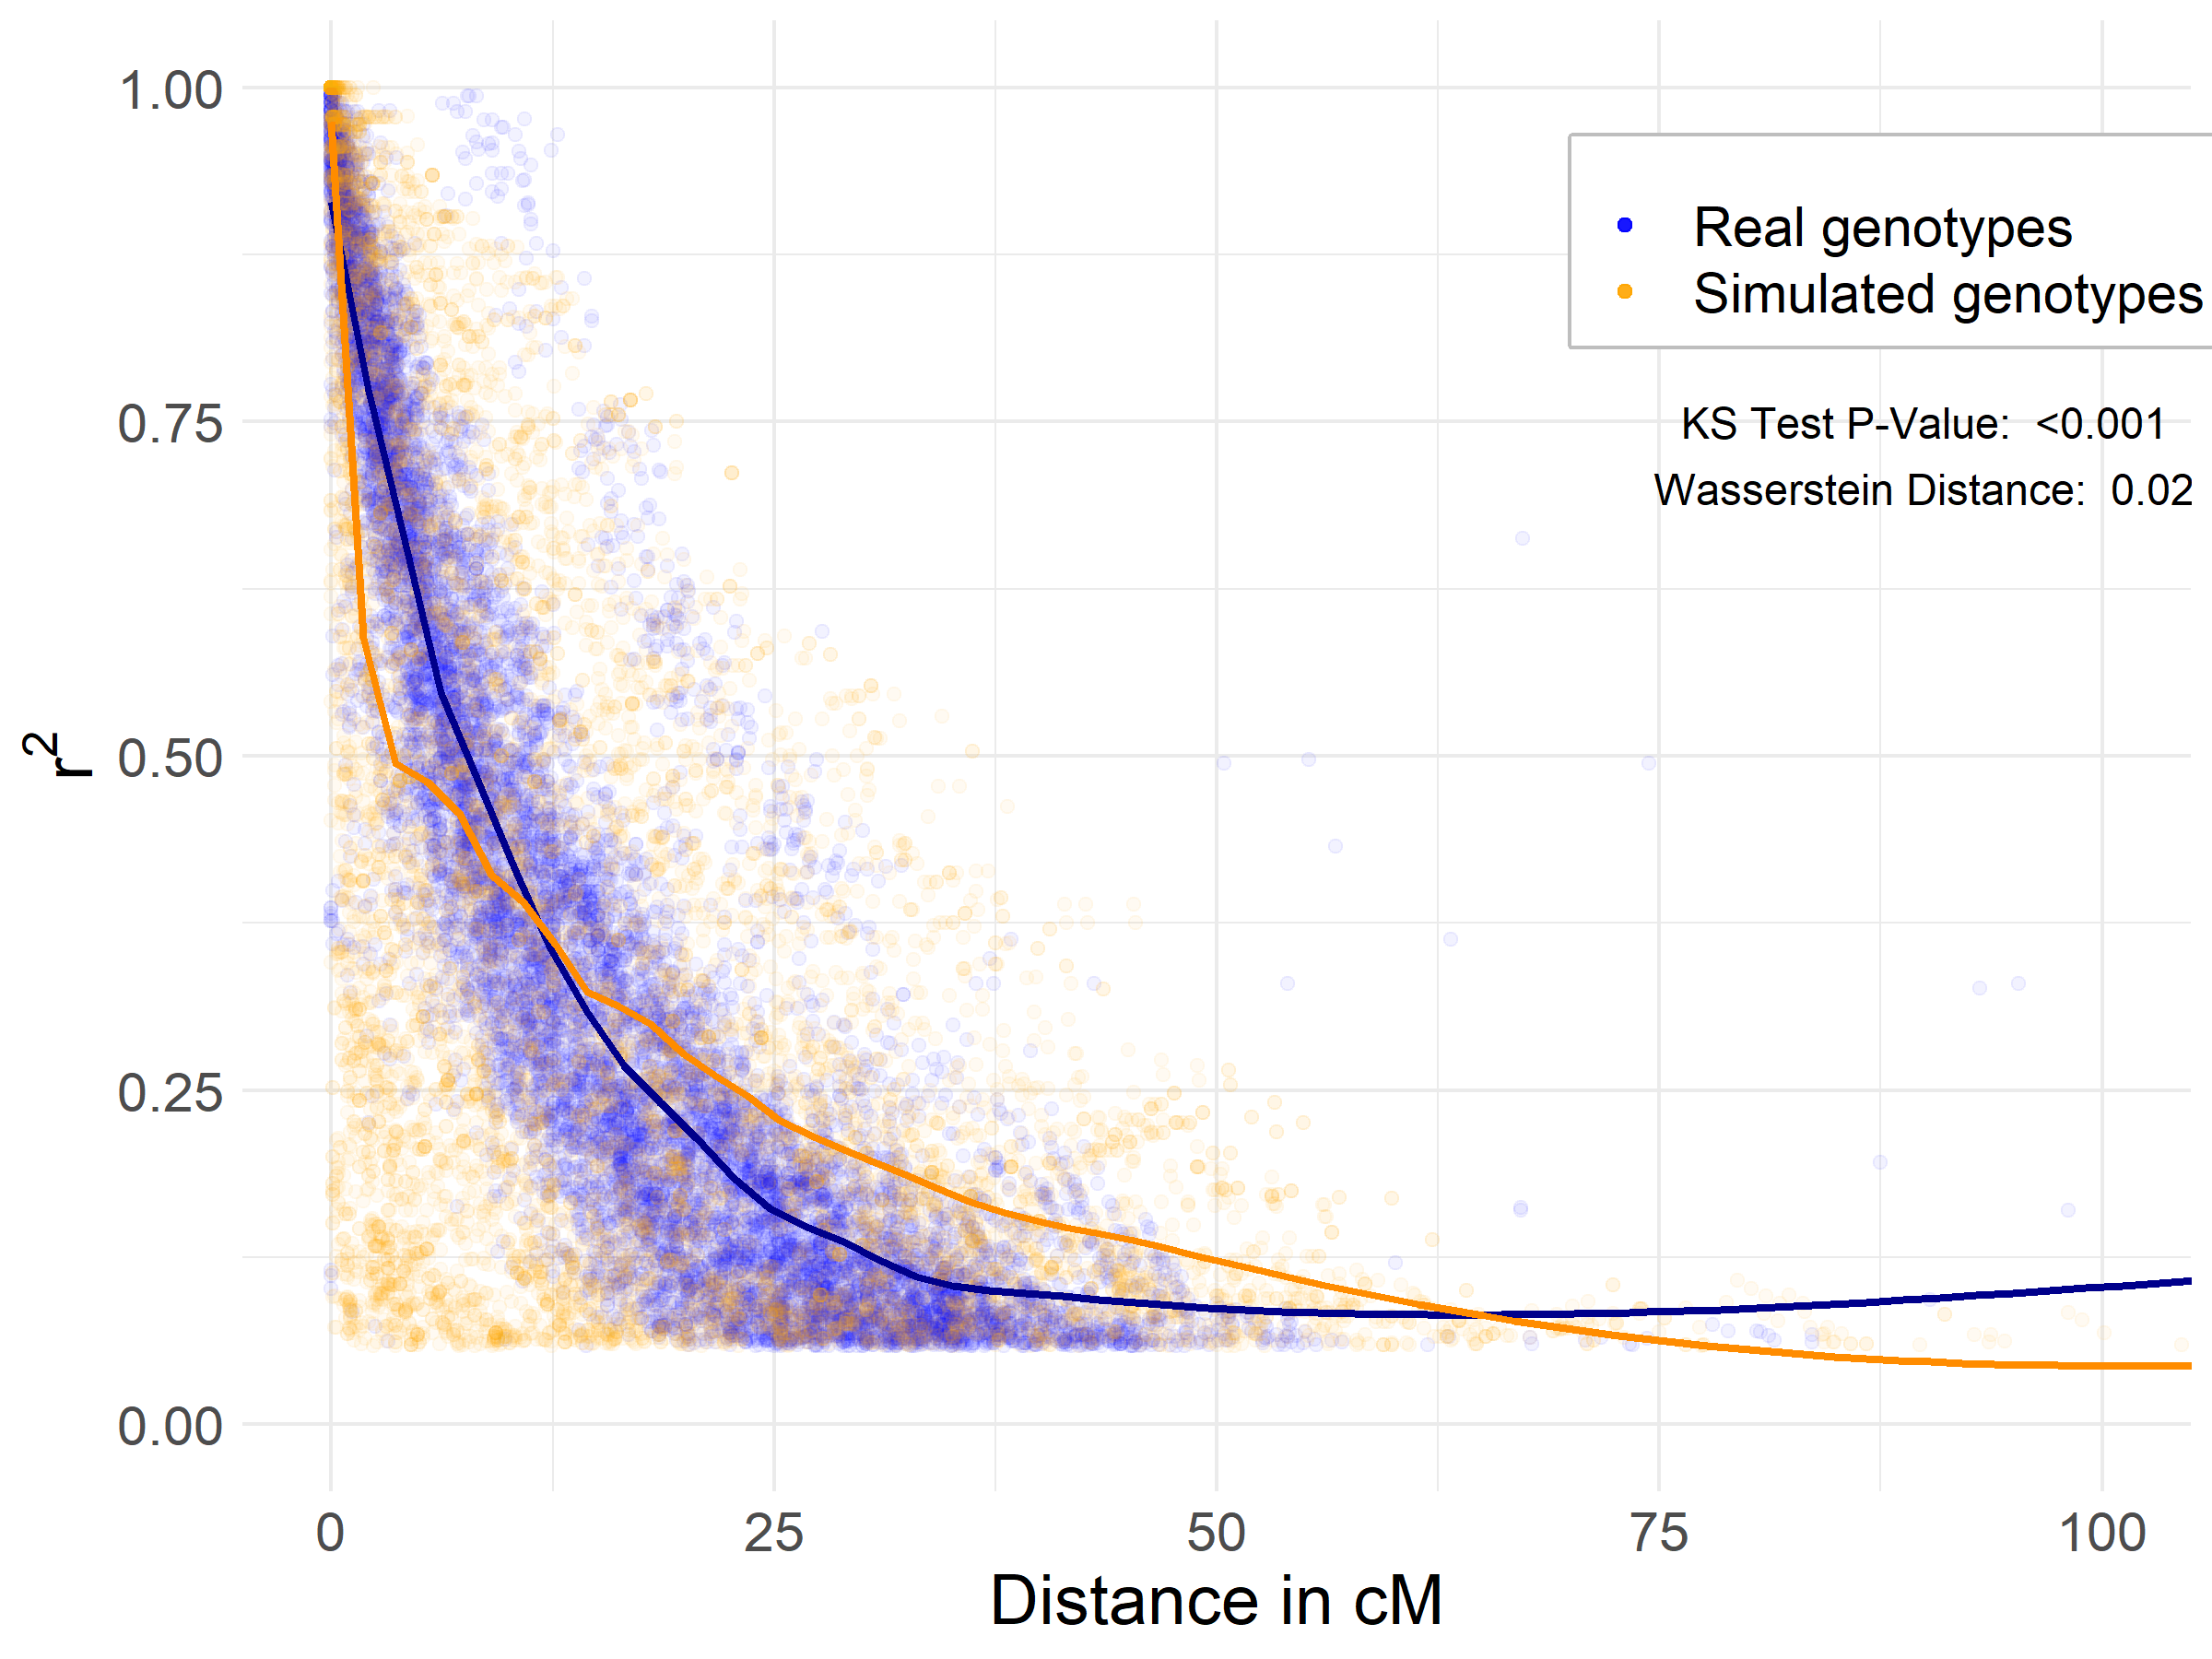 1.00
0.75
0.50
0.25
0.00
r²
Real genotypes
Simulated genotypes
KS Test P-Value: <0.001
Wasserstein Distance: 0.02
0 25 50 75 100
Distance in cM